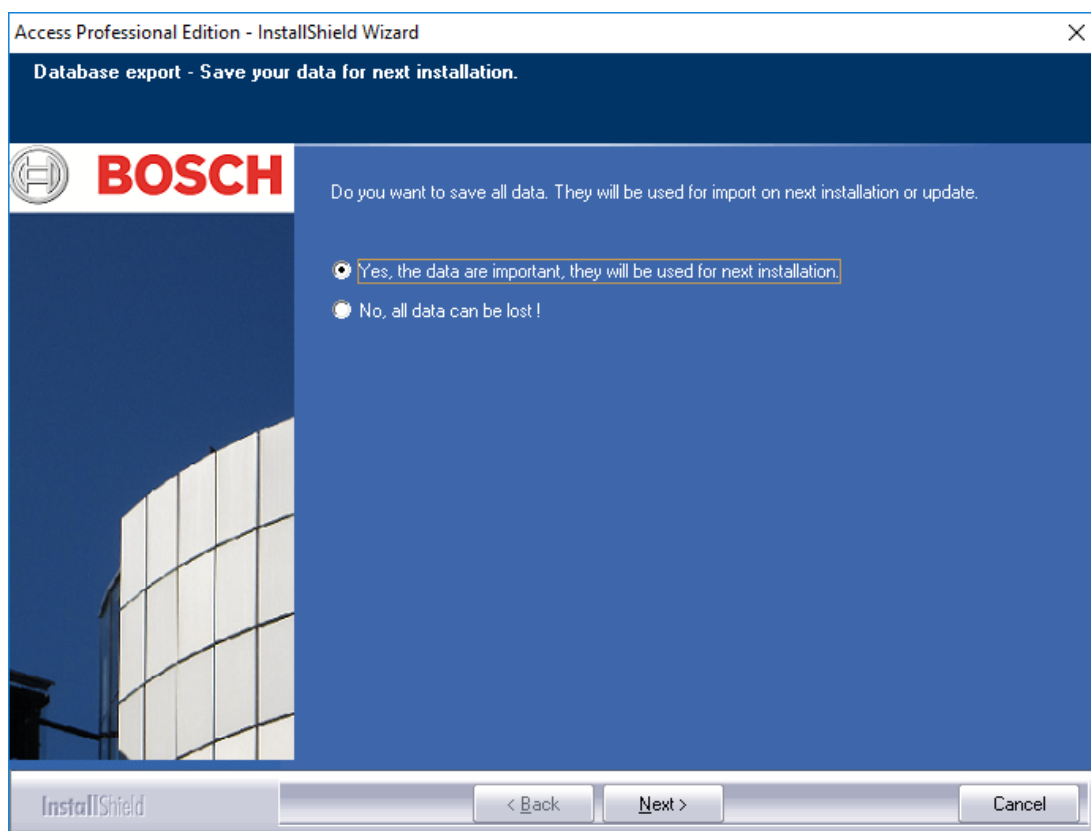 Access Professional Edition - InstallShield Wizard
Database export - Save your data for next installation.
BOSCH
Do you want to save all data. They will be used for import on next installation or update.
Yes, the data are important, they will be used for next installation.
No, all data can be lost !
InstallShield
< Back
Next >
Cancel